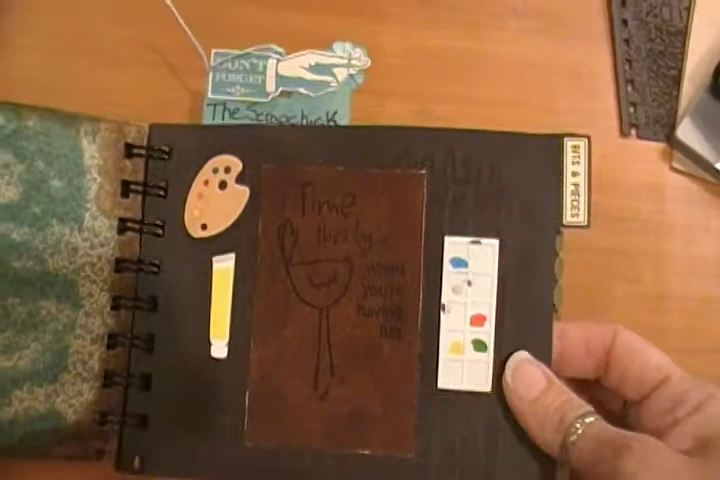 DON'T
FORGET
The Scrapchick
BITS & PIECES
Time
flies by...
when
you're
having
fun